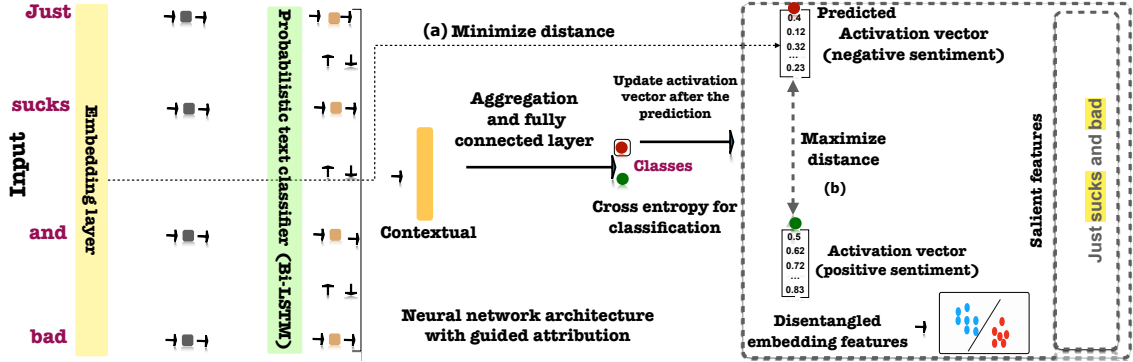 Just
sucks
Input
and
bad
Embedding layer
Probabilistic text classifier (Bi-LSTM)
(a) Minimize distance
Contextual
Aggregation
and fully
connected layer
Classes
Cross entropy for
classification
Update activation
vector after the
prediction
Neural network architecture
with guided attribution
0.4
0.12
0.32
...
0.23
Predicted
Activation vector
(negative sentiment)
Maximize
distance
(b)
0.5
0.62
0.72
...
0.83
Activation vector
(positive sentiment)
Disentangled
embedding features
Salient features
Just sucks and bad